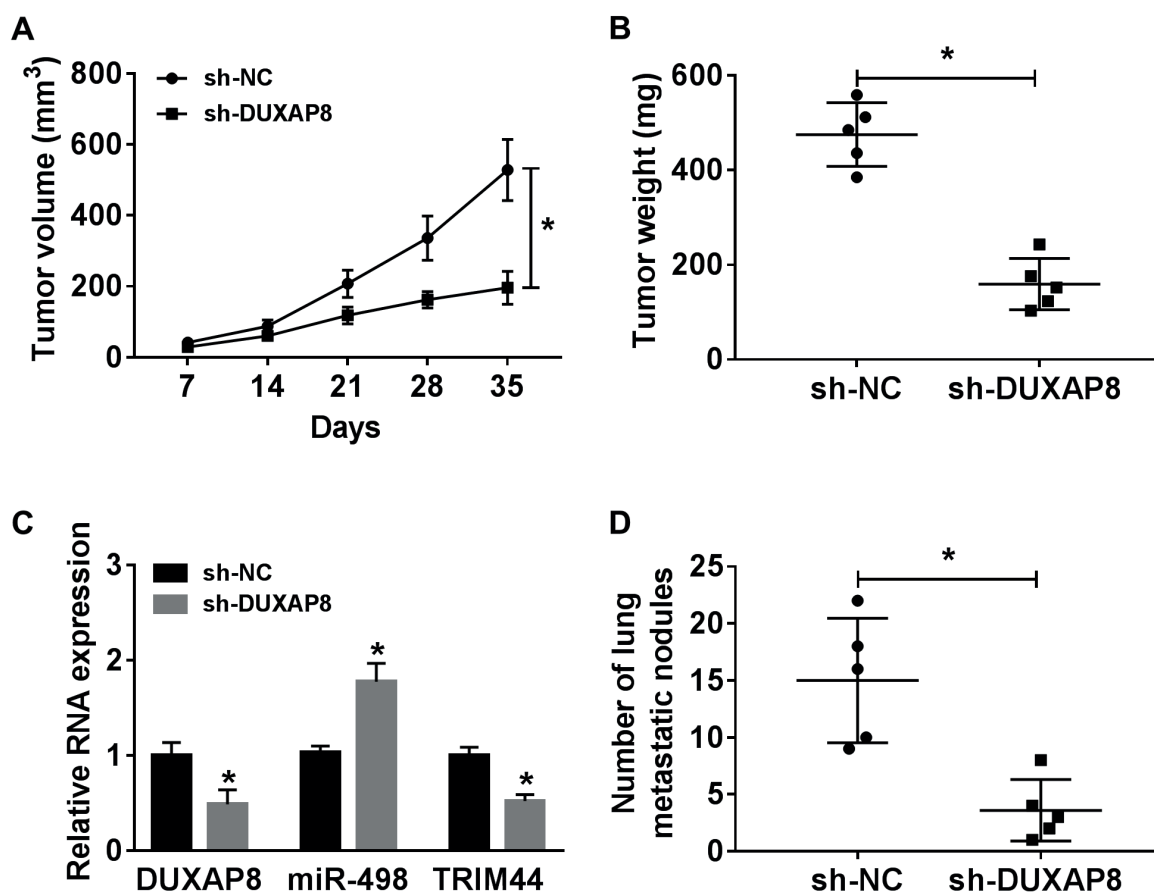 A
Tumor volume (mm³)
800
600
400
200
0
sh-NC
sh-DUXAP8
*
7 14 21 28 35
Days
B
Tumor weight (mg)
600
400
200
0
*
sh-NC sh-DUXAP8
C
Relative RNA expression
3
2
1
0
sh-NC
sh-DUXAP8
*
*
*
DUXAP8 miR-498 TRIM44
D
Number of lung
metastatic nodules
25
20
15
10
5
0
*
sh-NC sh-DUXAP8